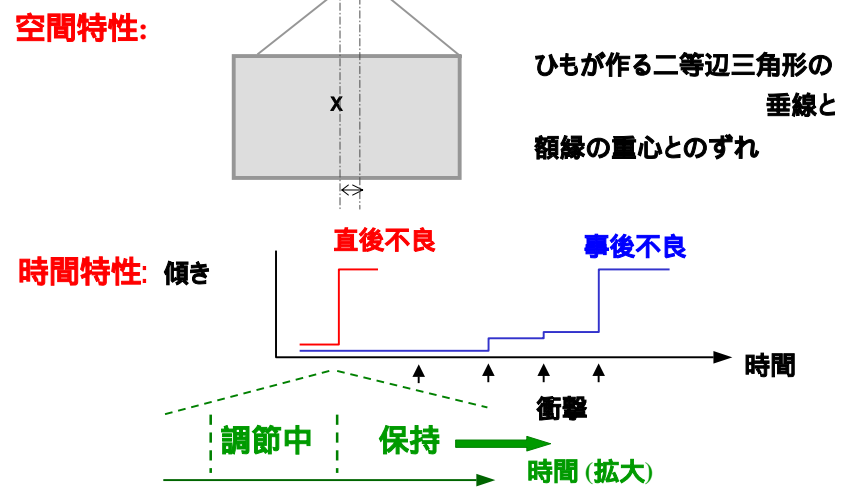 空間特性:
X
ひもが作る二等辺三角形の
垂線と
額縁の重心とのずれ
直後不良
事後不良
時間特性: 傾き
時間
衝撃
調節中 保持
時間 (拡大)